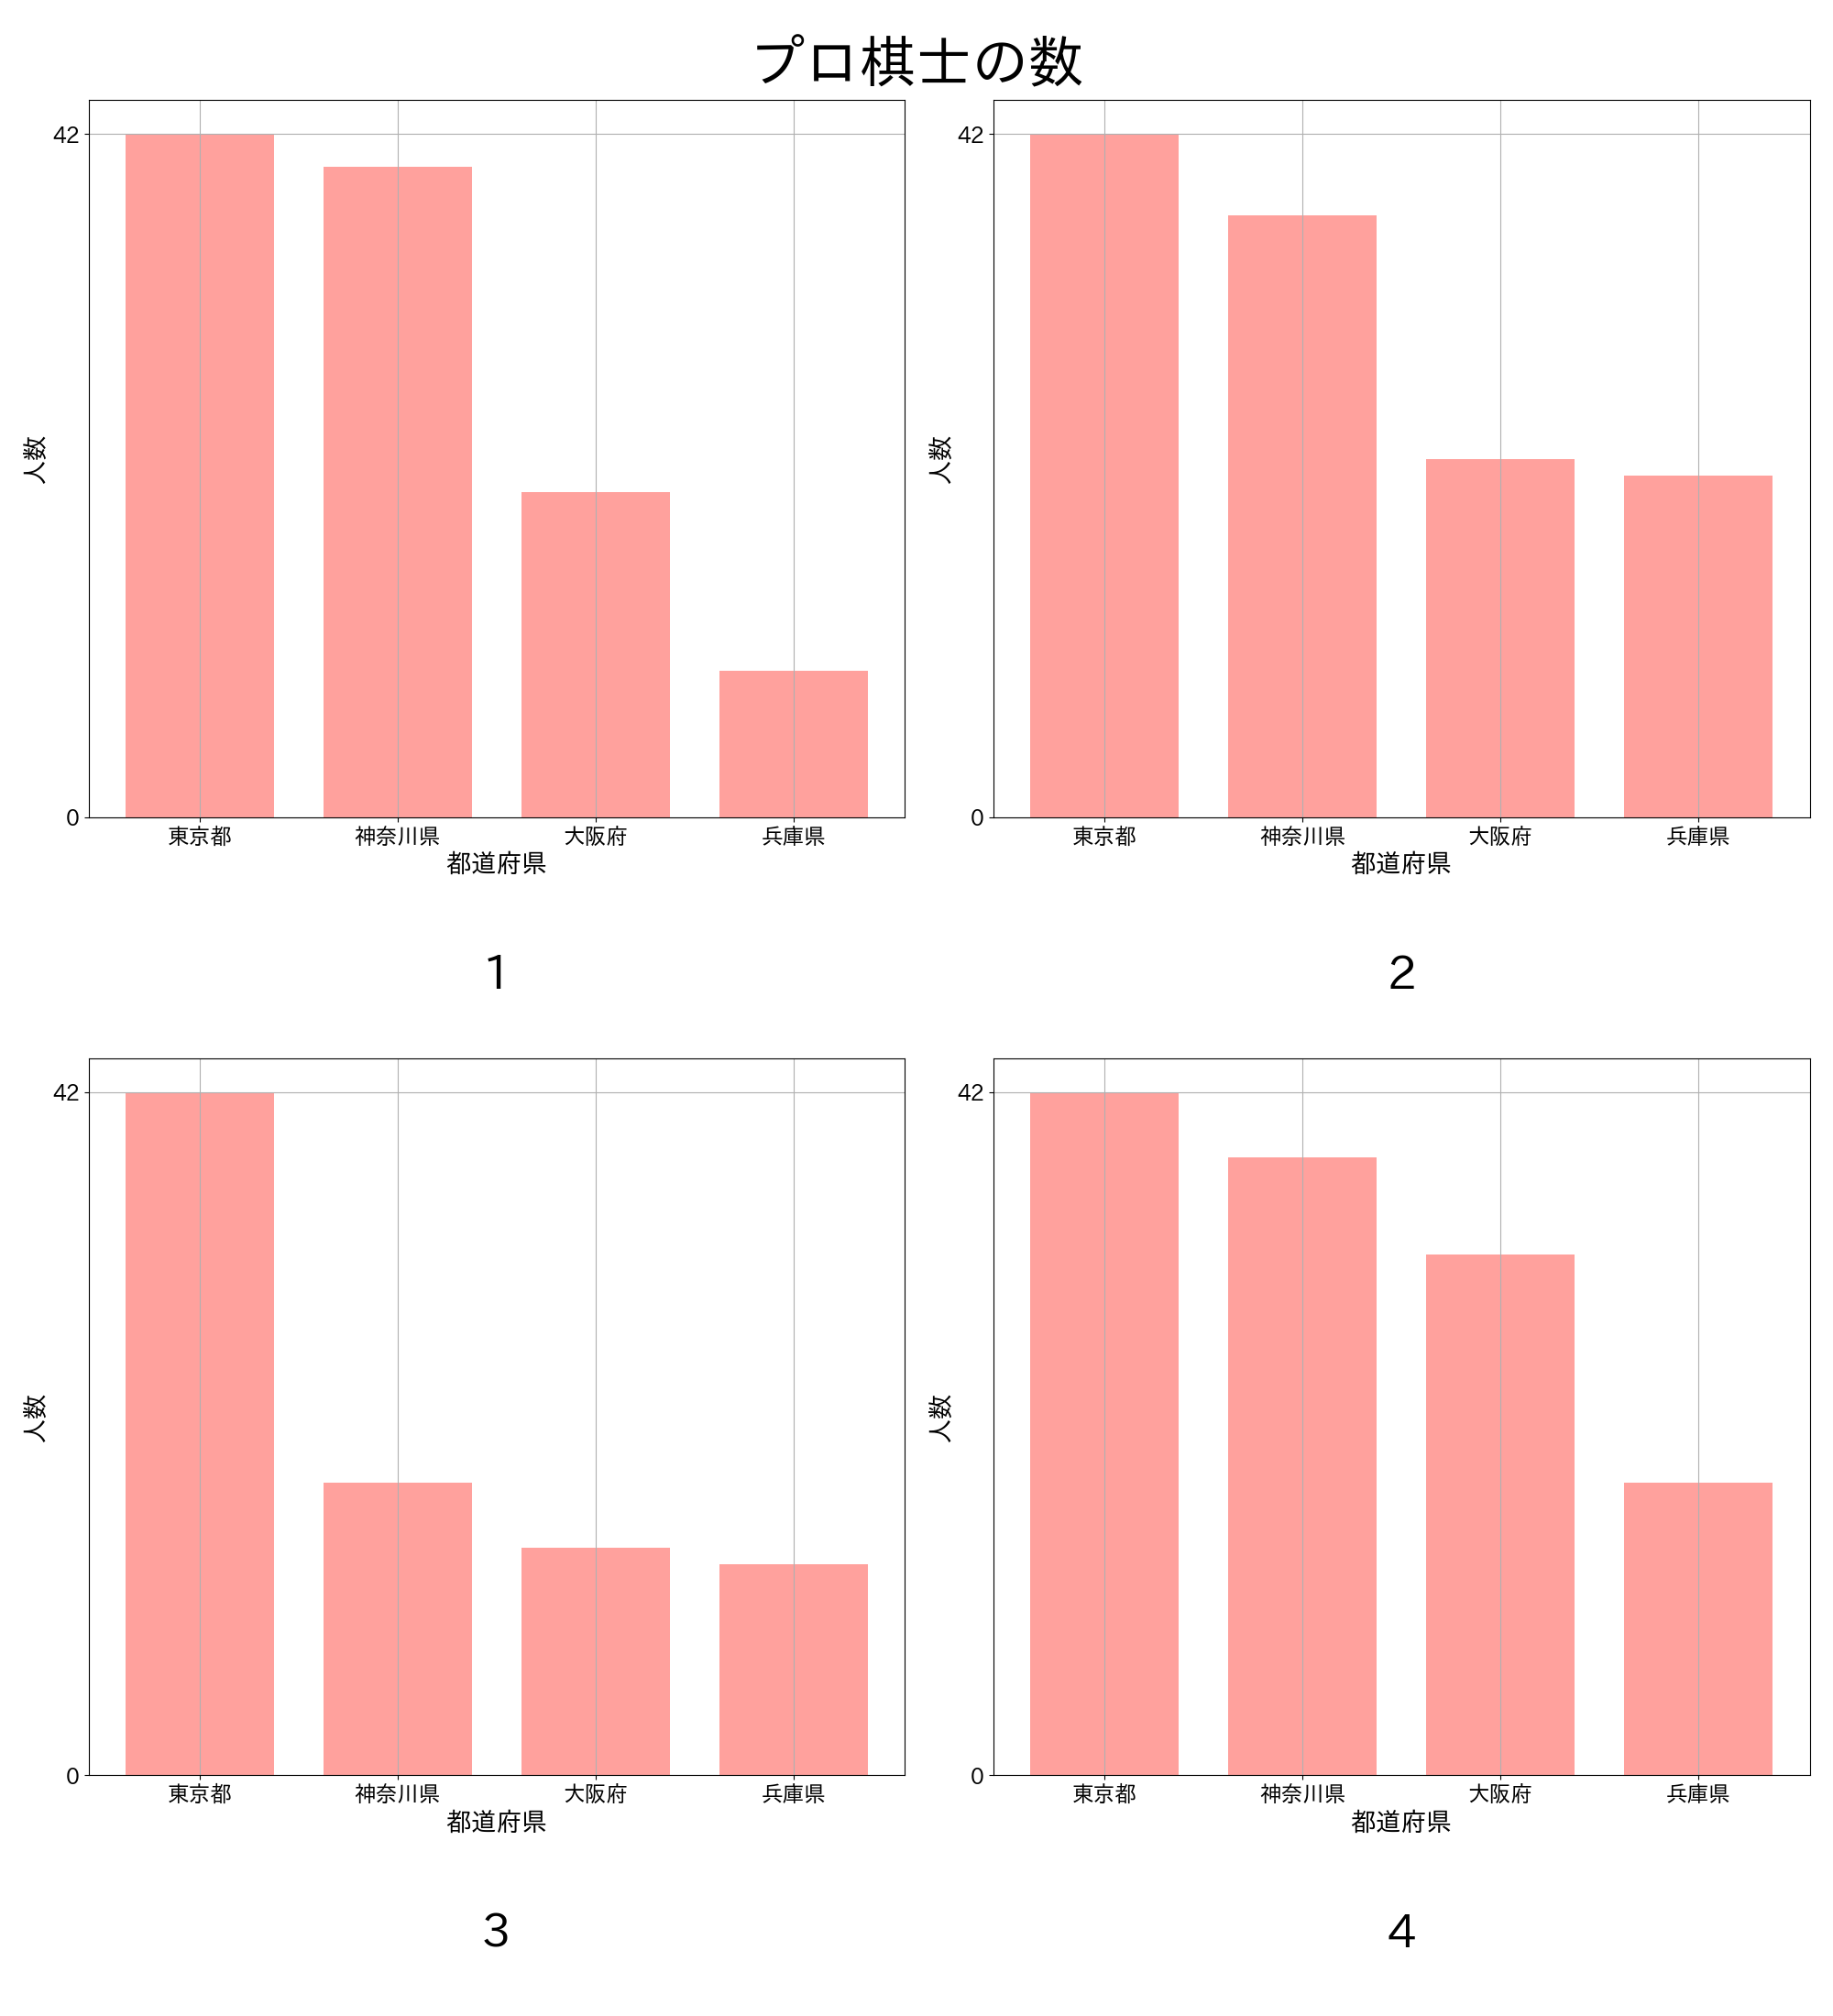 プロ棋士の数
42
0
人数
東京都 神奈川県 大阪府 兵庫県
都道府県
1
42
0
人数
東京都 神奈川県 大阪府 兵庫県
都道府県
2
42
0
人数
東京都 神奈川県 大阪府 兵庫県
都道府県
3
42
0
人数
東京都 神奈川県 大阪府 兵庫県
都道府県
4